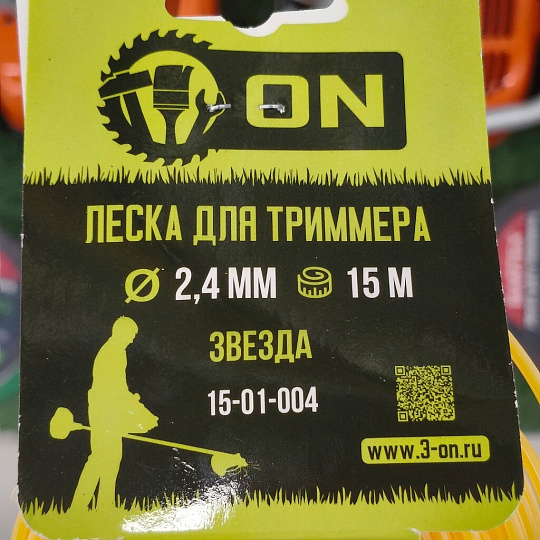 ON
ЛЕСКА ДЛЯ ТРИММЕРА
Ø 2,4 ММ 15 М
ЗВЕЗДА
15-01-004
www.3-on.ru